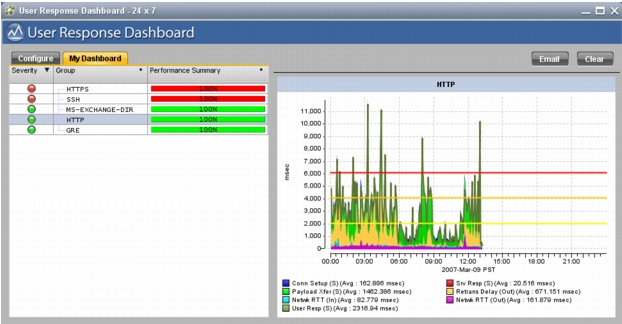 User Response Dashboard - 24 x 7
User Response Dashboard
Configure My Dashboard Email Clear
Severity ▼ Group Performance Summary
HTTPS 100%
SSH 100%
MS-EXCHANGE-DIR 100%
HTTP 100%
GRE 100%
HTTP
msec
11,000
10,000
9,000
8,000
7,000
6,000
5,000
4,000
3,000
2,000
1,000
0
00:00 03:00 06:00 09:00 12:00 15:00 18:00 21:00
2007-Mar-09 PST
Conn Setup (S) (Avg : 162.886 msec) Srv Resp (S) (Avg : 20.516 msec)
Payload Xfer (S) (Avg : 1462.386 msec) Retrans Delay (Out) (Avg : 671.151 msec)
Netwk RTT (In) (Avg : 82.779 msec) Netwk RTT (Out) (Avg : 161.879 msec)
User Resp (S) (Avg : 2316.94 msec)